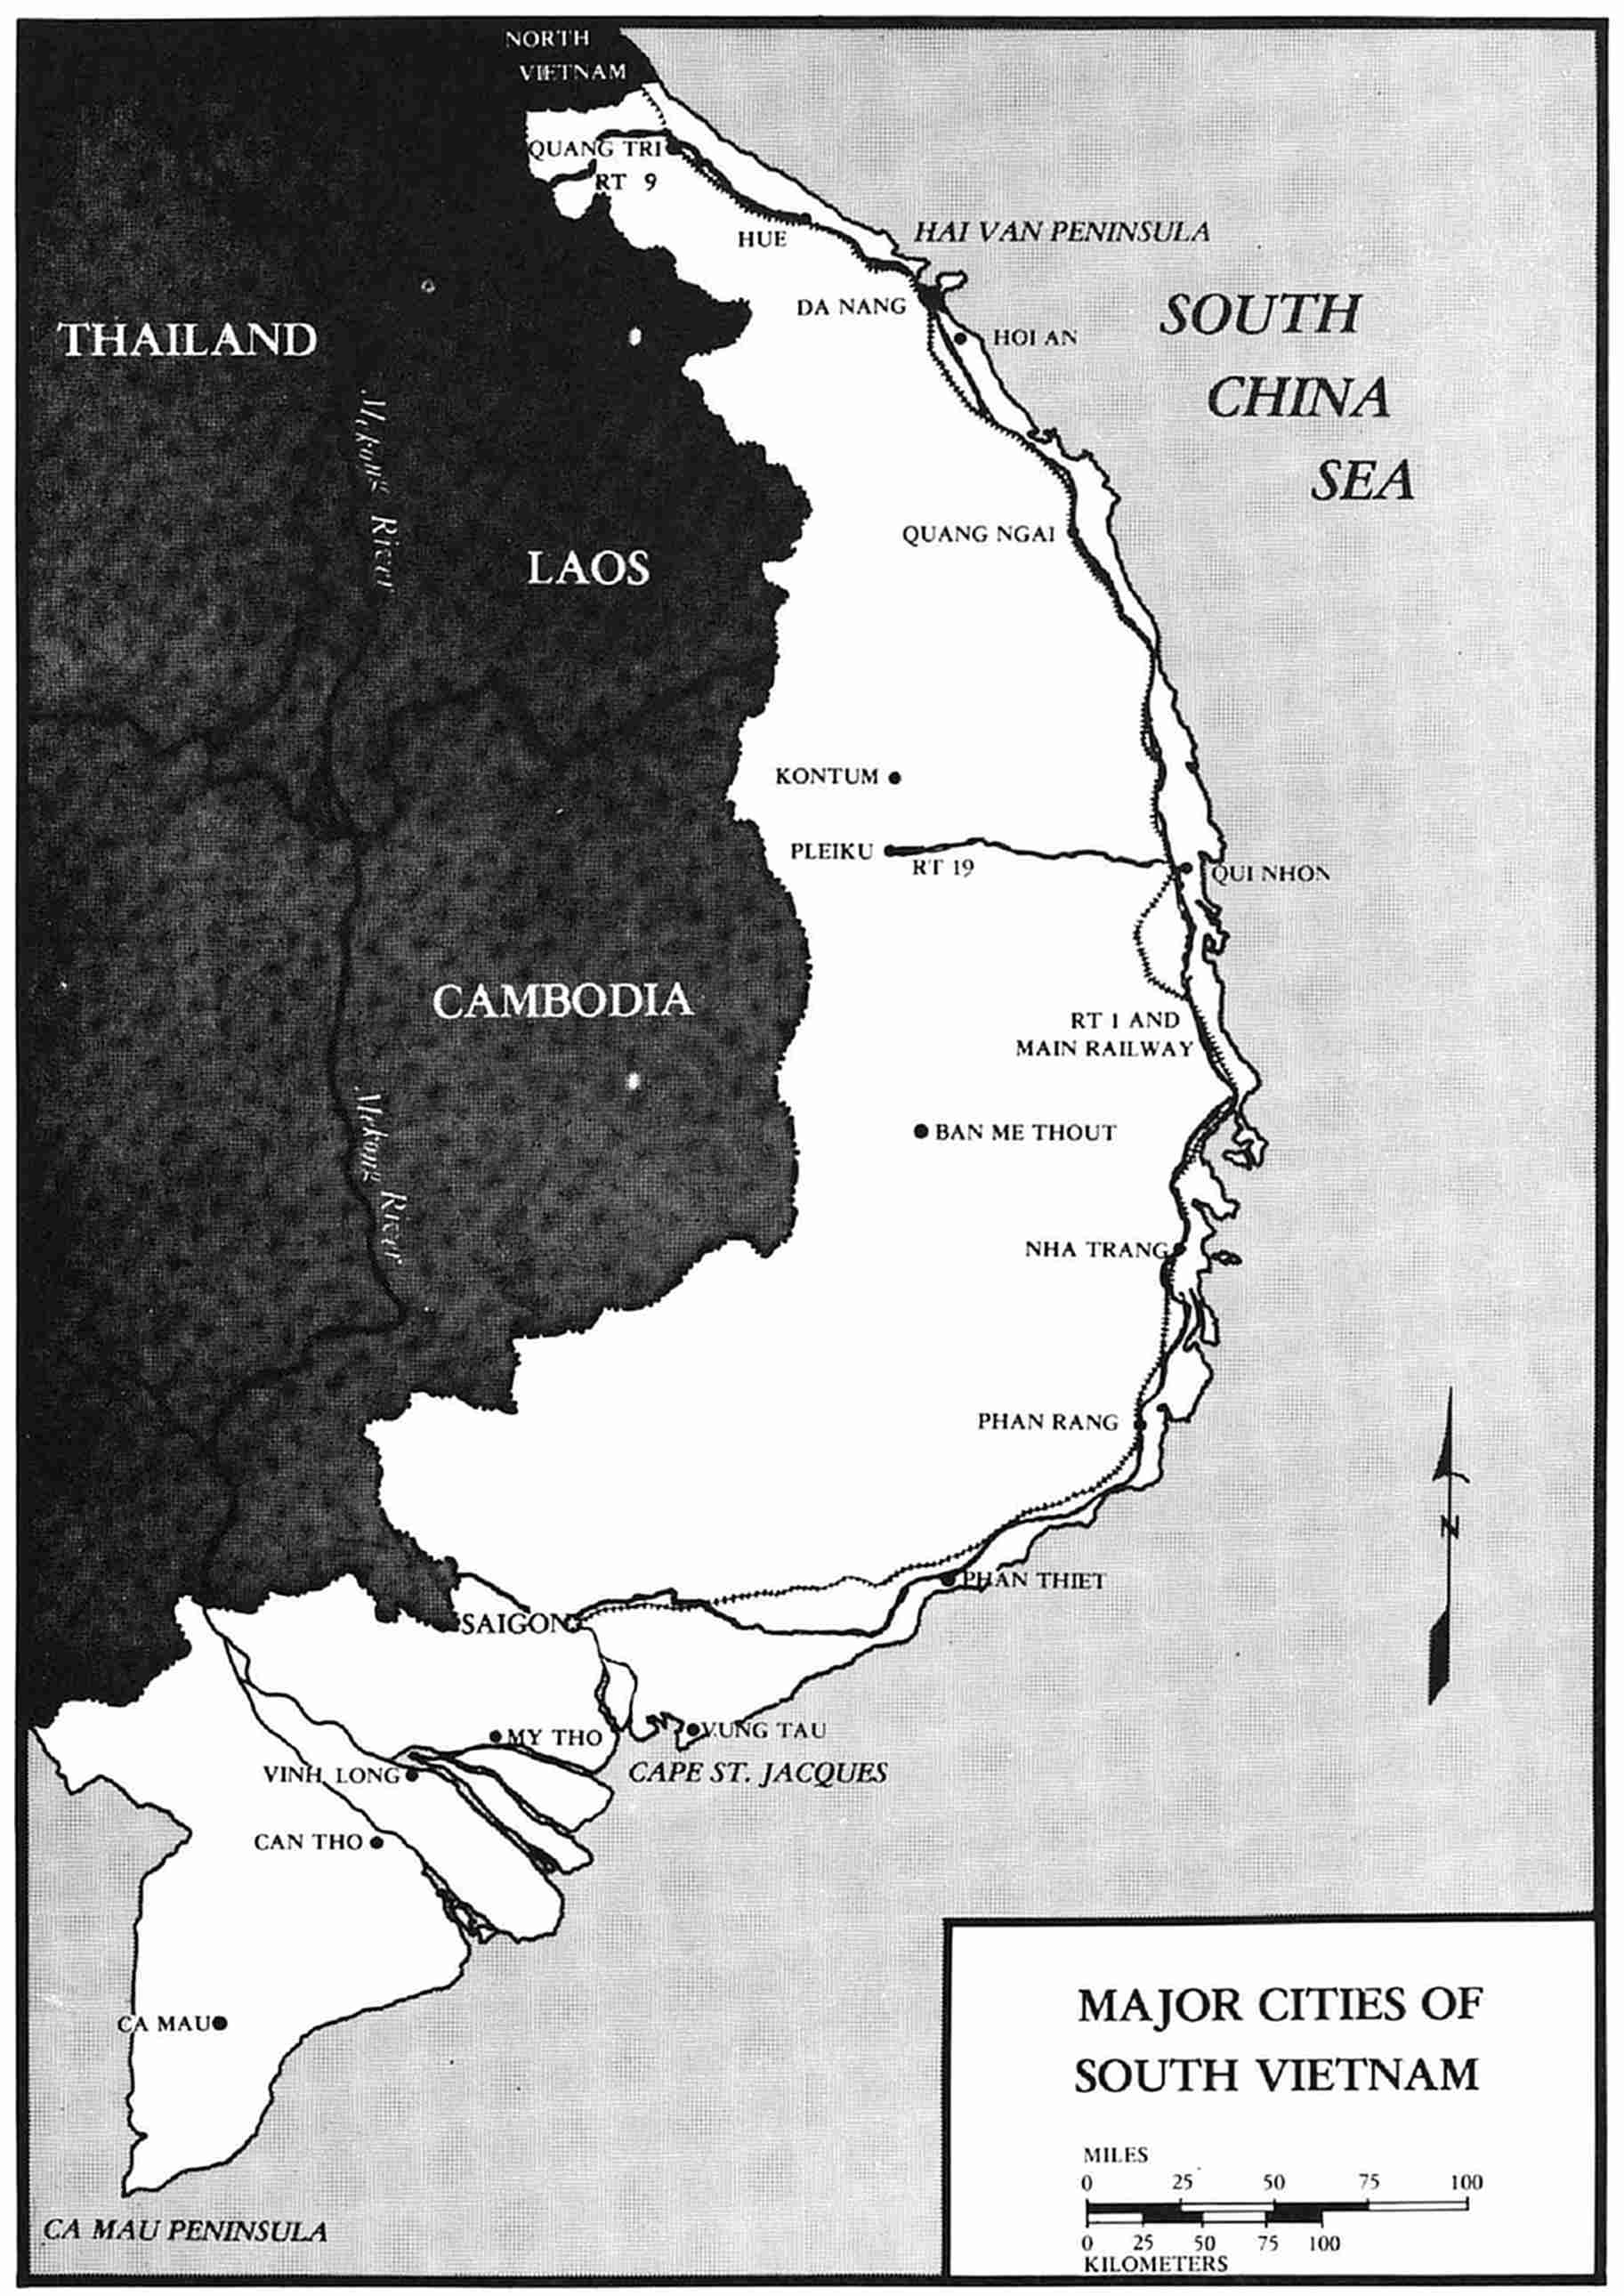 NORTH
VIETNAM
QUANG TRI
RT 9
HUE
HAI VAN PENINSULA
DA NANG
HOI AN
SOUTH
CHINA
SEA
THAILAND
Mekong River
LAOS
QUANG NGAI
KONTUM
PLEIKU
RT 19
QUI NHON
CAMBODIA
RT 1 AND
MAIN RAILWAY
Mekong River
BAN ME THOUT
NHA TRANG
PHAN RANG
N
PHAN THIET
SAIGON
MY THO
VUNG TAU
VINH LONG
CAPE ST. JACQUES
CAN THO
CA MAU
CA MAU PENINSULA
MAJOR CITIES OF
SOUTH VIETNAM
MILES
0 25 50 75 100
0 25 50 75 100
KILOMETERS